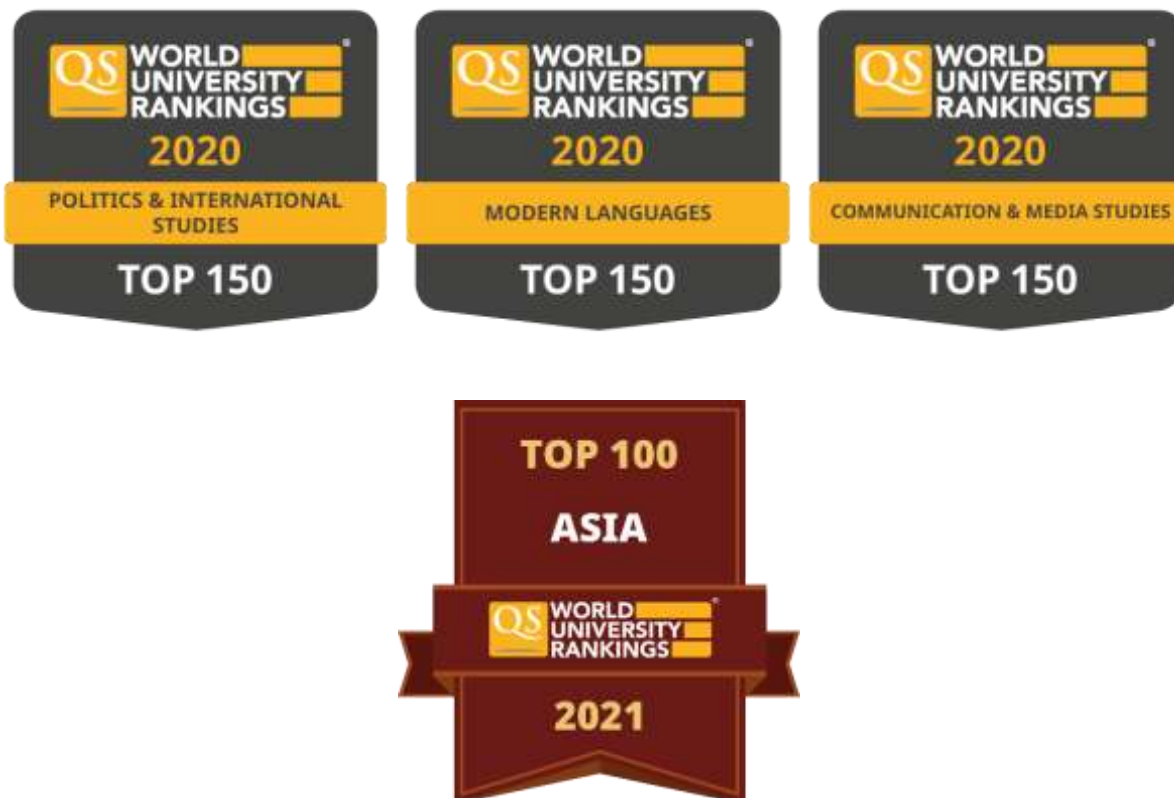 QS WORLD
UNIVERSITY
RANKINGS
2020
POLITICS & INTERNATIONAL
STUDIES
TOP 150
QS WORLD
UNIVERSITY
RANKINGS
2020
MODERN LANGUAGES
TOP 150
QS WORLD
UNIVERSITY
RANKINGS
2020
COMMUNICATION & MEDIA STUDIES
TOP 150
TOP 100
ASIA
QS WORLD
UNIVERSITY
RANKINGS
2021